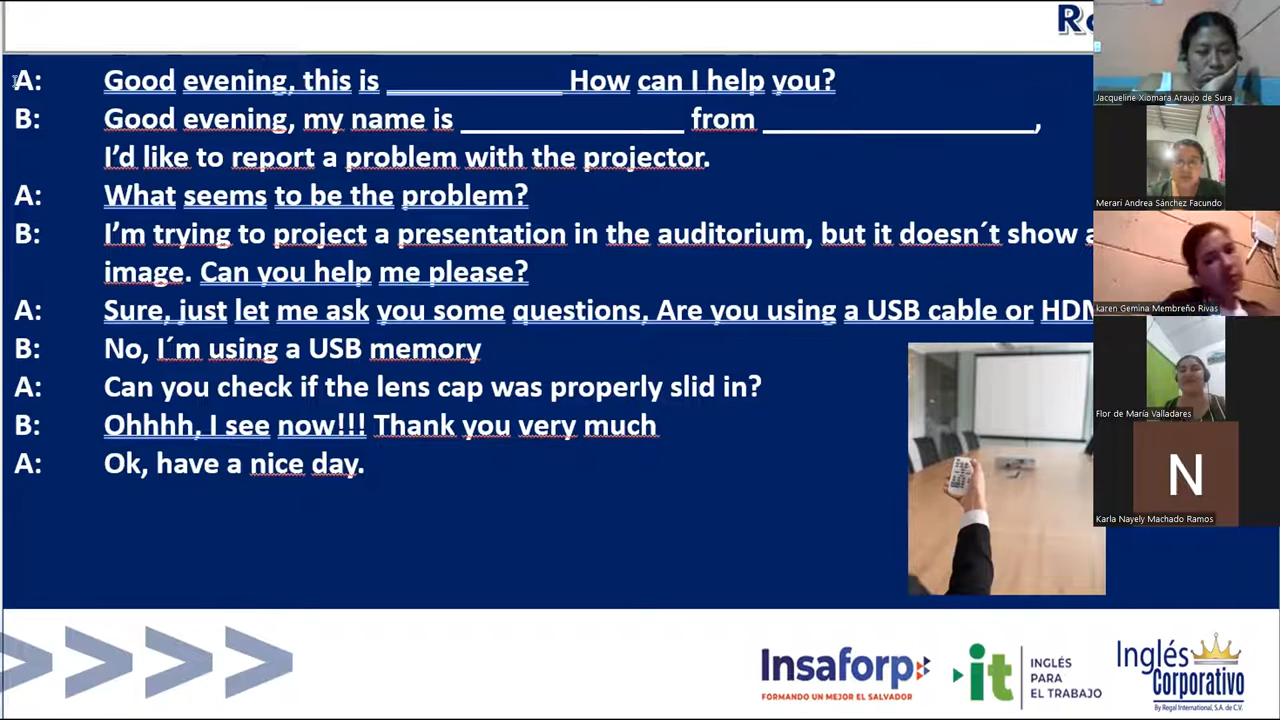 A: Good evening, this is ____________ How can I help you?
B: Good evening, my name is _______________ from __________________,
I'd like to report a problem with the projector.
A: What seems to be the problem?
B: I'm trying to project a presentation in the auditorium, but it doesn´t show
image. Can you help me please?
A: Sure, just let me ask you some questions, Are you using a USB cable or
B: No, I´m using a USB memory
A: Can you check if the lens cap was properly slid in?
B: Ohhhh, I see now!!! Thank you very much
A: Ok, have a nice day.
Jacqueline Xiomara Araujo de Sura
Merari Andrea Sánchez Facundo
karen Gemina Membreño Rivas
Flor de María Valladares
N
Karla Nayely Machado Ramos
Insaforp
FORMANDO UN MEJOR EL SALVADOR
it
INGLÉS
PARA
EL TRABAJO
Inglés
Corporativo
By Regal International, S.A. de C.V.